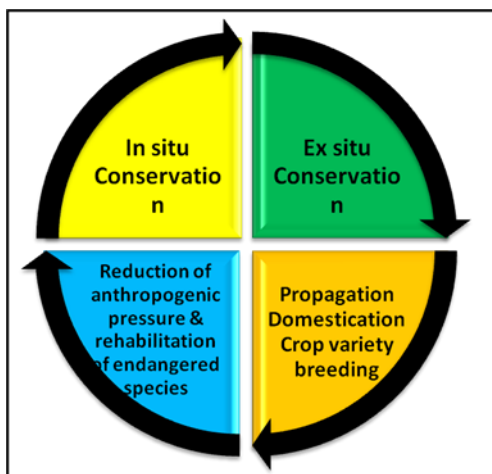 In situ
Conservatio
n
Ex situ
Conservatio
n
Reduction of
anthropogenic
pressure &
rehabilitation
of endangered
species
Propagation
Domestication
Crop variety
breeding